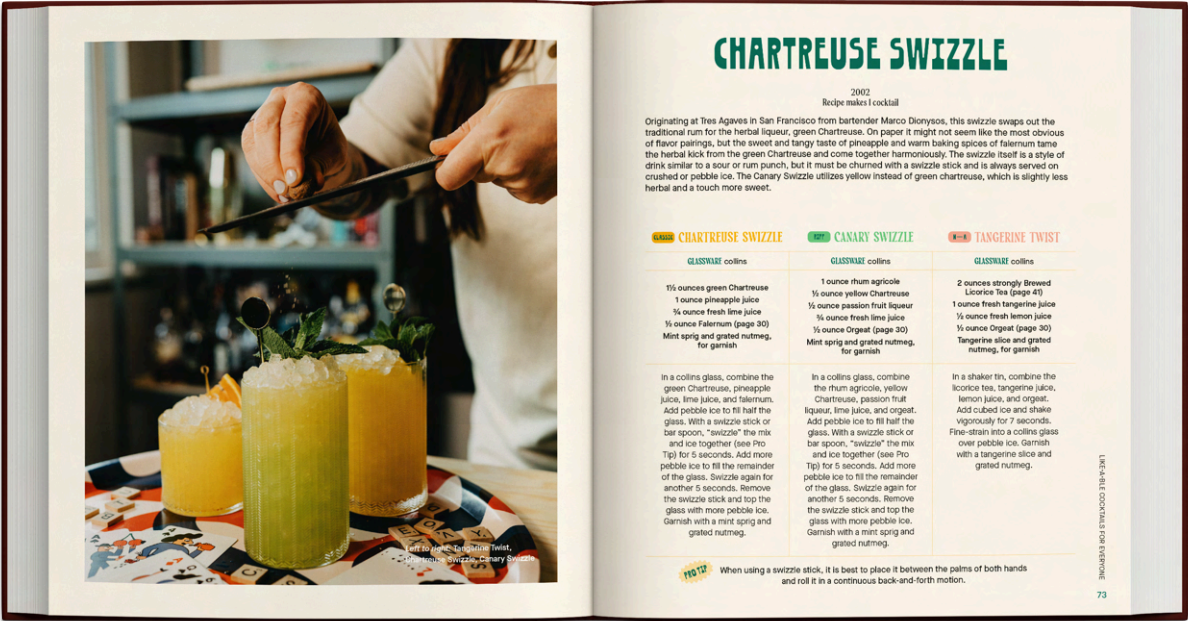 CHARTREUSE SWIZZLE
2002
Recipe makes 1 cocktail
Originating at Tres Agaves in San Francisco from bartender Marco Dionysos, this swizzle swaps out the
traditional rum for the herbal liqueur, green Chartreuse. On paper it might not seem like the most obvious
of flavor pairings, but the sweet and tangy taste of pineapple and warm baking spices of falernum tame
the herbal kick from the green Chartreuse and come together harmoniously. The swizzle itself is a style of
drink similar to a sour or rum punch, but it must be churned with a swizzle stick and is always served on
crushed or pebble ice. The Canary Swizzle utilizes yellow instead of green chartreuse, which is slightly less
herbal and a touch more sweet.
CLASSIC CHARTREUSE SWIZZLE
GLASSWARE collins
1½ ounces green Chartreuse
1 ounce pineapple juice
¾ ounce fresh lime juice
½ ounce Falernum (page 30)
Mint sprig and grated nutmeg,
for garnish
In a collins glass, combine the
green Chartreuse, pineapple
juice, lime juice, and falernum.
Add pebble ice to fill half the
glass. With a swizzle stick or
bar spoon, “swizzle” the mix
and ice together (see Pro
Tip) for 5 seconds. Add more
pebble ice to fill the remainder
of the glass. Swizzle again for
another 5 seconds. Remove
the swizzle stick and top the
glass with more pebble ice.
Garnish with a mint sprig and
grated nutmeg.
RIFF CANARY SWIZZLE
GLASSWARE collins
1 ounce rhum agricole
½ ounce yellow Chartreuse
½ ounce passion fruit liqueur
¾ ounce fresh lime juice
½ ounce Orgeat (page 30)
Mint sprig and grated nutmeg,
for garnish
In a collins glass, combine
the rhum agricole, yellow
Chartreuse, passion fruit
liqueur, lime juice, and orgeat.
Add pebble ice to fill half the
glass. With a swizzle stick or
bar spoon, “swizzle” the mix
and ice together (see Pro
Tip) for 5 seconds. Add more
pebble ice to fill the remainder
of the glass. Swizzle again for
another 5 seconds. Remove
the swizzle stick and top the
glass with more pebble ice.
Garnish with a mint sprig and
grated nutmeg.
TANGERINE TWIST
GLASSWARE collins
2 ounces strongly Brewed
Licorice Tea (page 41)
1 ounce fresh tangerine juice
½ ounce fresh lemon juice
½ ounce Orgeat (page 30)
Tangerine slice and grated
nutmeg, for garnish
In a shaker tin, combine the
licorice tea, tangerine juice,
lemon juice, and orgeat.
Add cubed ice and shake
vigorously for 7 seconds.
Fine-strain into a collins glass
over pebble ice. Garnish
with a tangerine slice and
grated nutmeg.
PRO TIP
When using a swizzle stick, it is best to place it between the palms of both hands
and roll it in a continuous back-and-forth motion.
LIKE-A-BLE COCKTAILS FOR EVERYONE
73
Left to right: Tangerine Twist,
Chartreuse Swizzle, Canary Swizzle